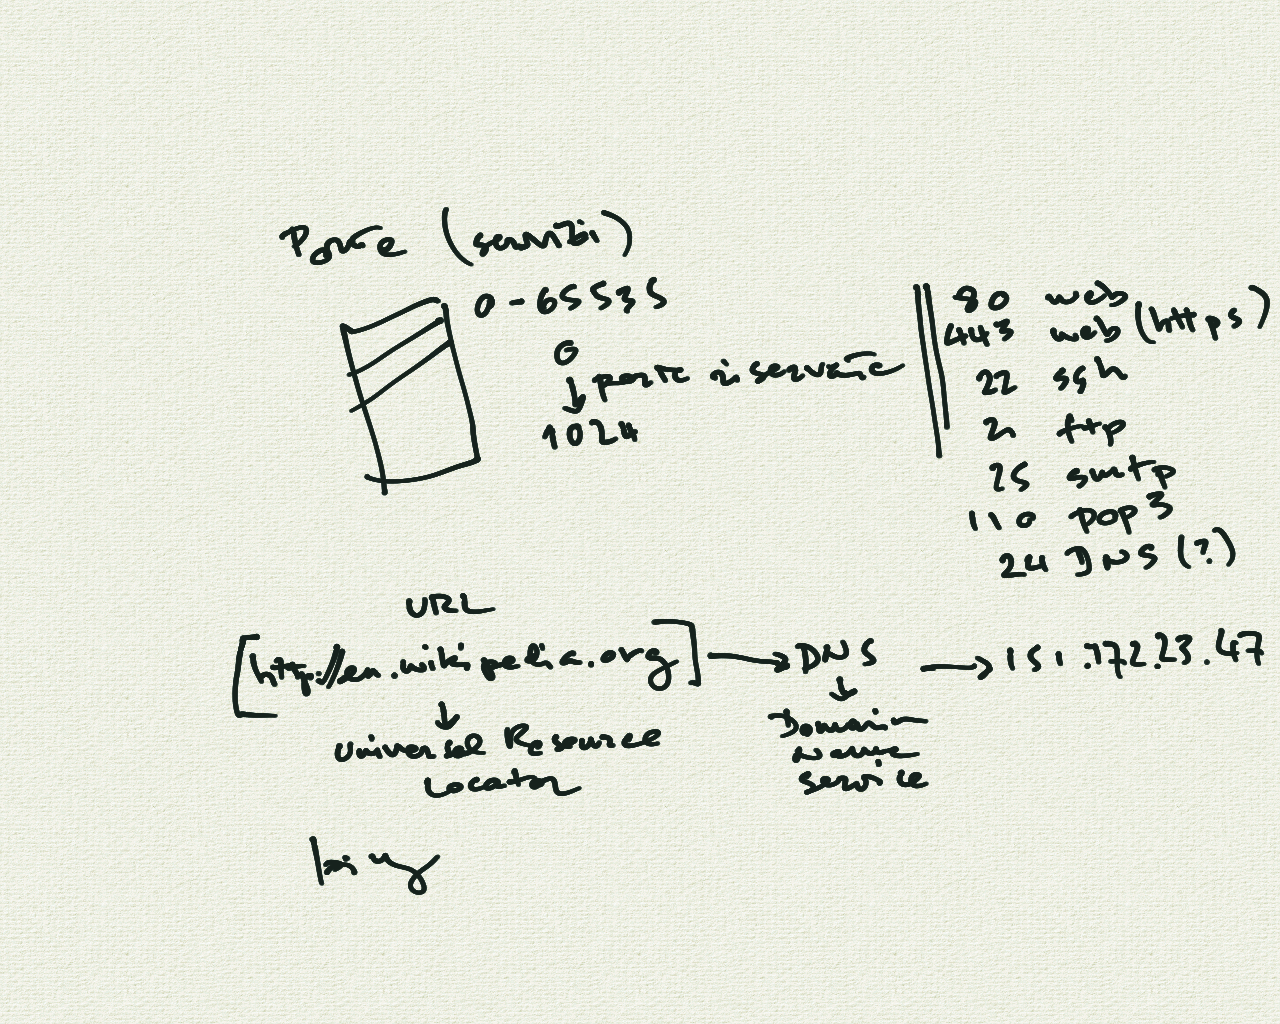 Porte (servizi)
0-65535
0
porte di servizio
1024
80 web
443 web (https)
22 ssh
21 ftp
25 smtp
110 pop3
24 DNS (?)
URL
http://en.wikipedia.org
DNS
151.172.23.47
Universal Resource
Locator
Domain
name
service